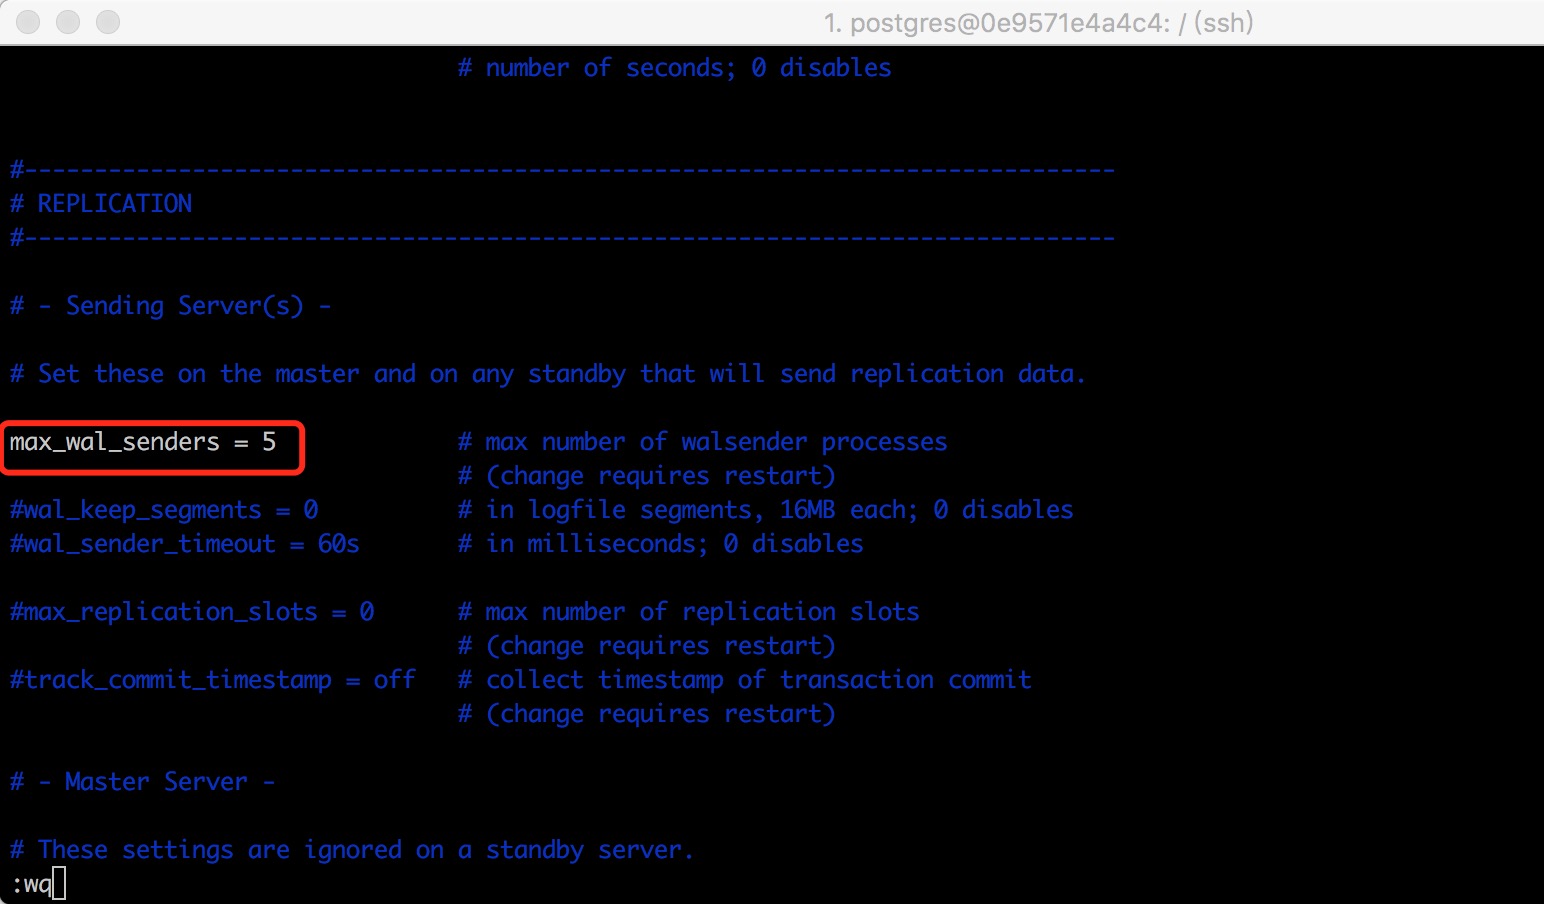 1. postgres@0e9571e4a4c4: / (ssh)
# number of seconds; 0 disables
#------------------------------------------------------------------------------
# REPLICATION
#------------------------------------------------------------------------------
# - Sending Server(s) -
# Set these on the master and on any standby that will send replication data.
max_wal_senders = 5 # max number of walsender processes
# (change requires restart)
#wal_keep_segments = 0 # in logfile segments, 16MB each; 0 disables
#wal_sender_timeout = 60s # in milliseconds; 0 disables
#max_replication_slots = 0 # max number of replication slots
# (change requires restart)
#track_commit_timestamp = off # collect timestamp of transaction commit
# (change requires restart)
# - Master Server -
# These settings are ignored on a standby server.
:wq